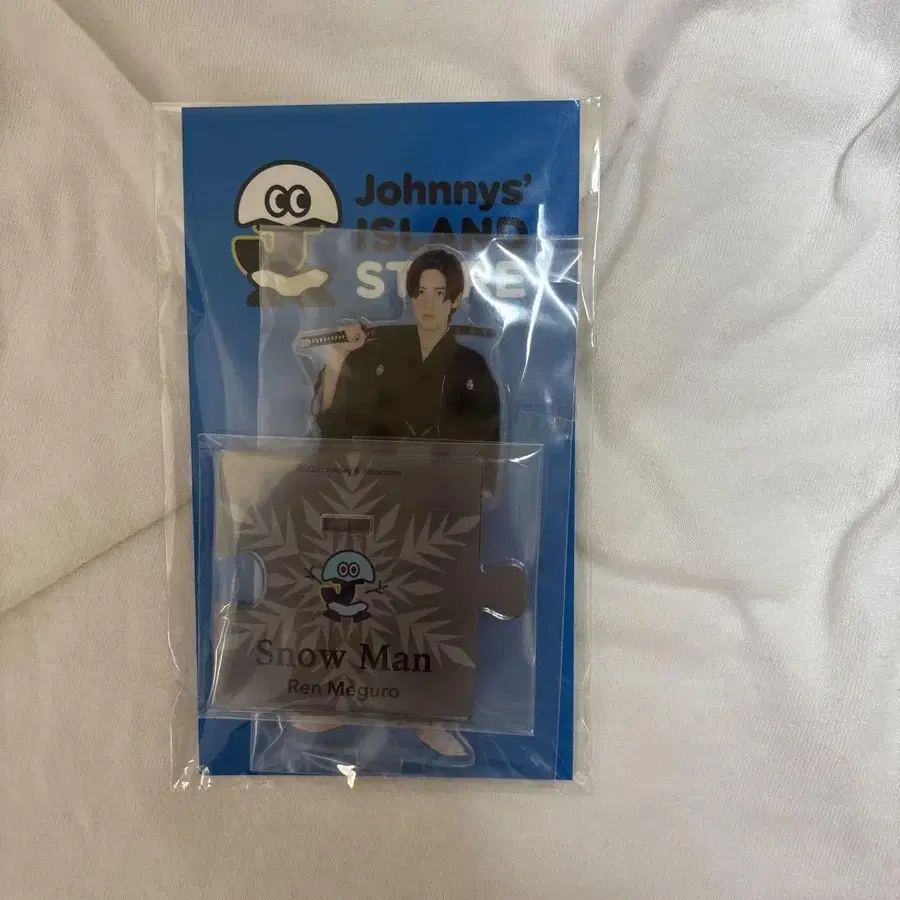 Johnnys'
ISLAND
STORE
Snow Man
Ren Meguro